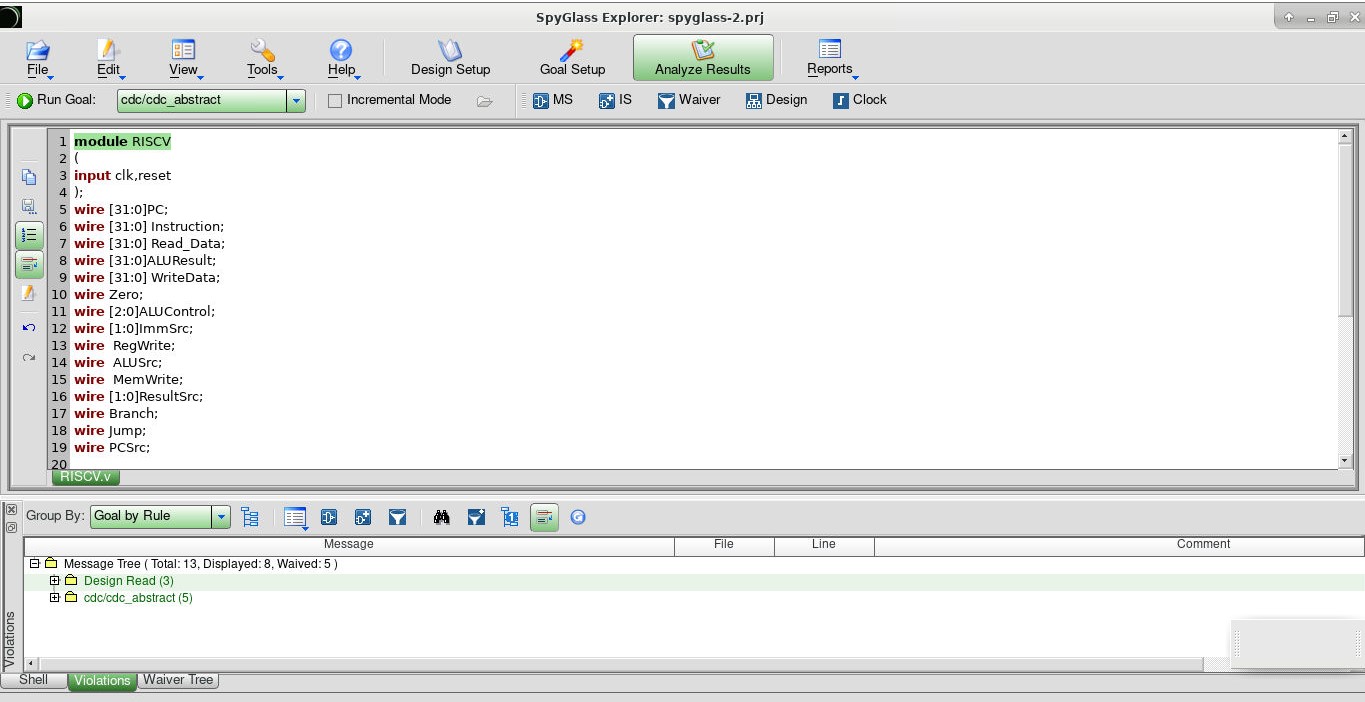 SpyGlass Explorer: spyglass-2.prj
File Edit View Tools Help Design Setup Goal Setup Analyze Results Reports
Run Goal: cdc/cdc_abstract Incremental Mode MS IS Waiver Design Clock
1 module RISCV
2 (
3 input clk,reset
4 );
5 wire [31:0]PC;
6 wire [31:0] Instruction;
7 wire [31:0] Read_Data;
8 wire [31:0]ALUResult;
9 wire [31:0] WriteData;
10 wire Zero;
11 wire [2:0]ALUControl;
12 wire [1:0]ImmSrc;
13 wire  RegWrite;
14 wire  ALUSrc;
15 wire  MemWrite;
16 wire [1:0]ResultSrc;
17 wire Branch;
18 wire Jump;
19 wire PCSrc;
20
RISCV.v
Group By: Goal by Rule
Message File Line Comment
Message Tree ( Total: 13, Displayed: 8, Waived: 5 )
Design Read (3)
cdc/cdc_abstract (5)
Violations
Shell Violations Waiver Tree